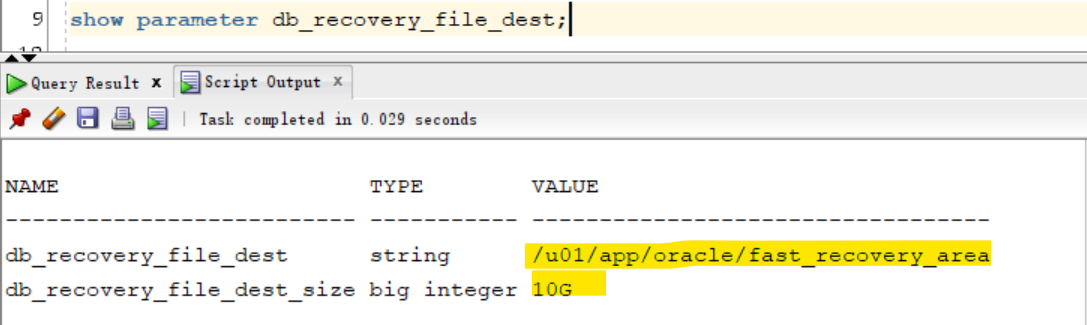 9 show parameter db_recovery_file_dest;
Query Result x Script Output x
Task completed in 0.029 seconds
NAME TYPE VALUE
-------------------------- ----------- ----------------------------------
db_recovery_file_dest string /u01/app/oracle/fast_recovery_area
db_recovery_file_dest_size big integer 10G